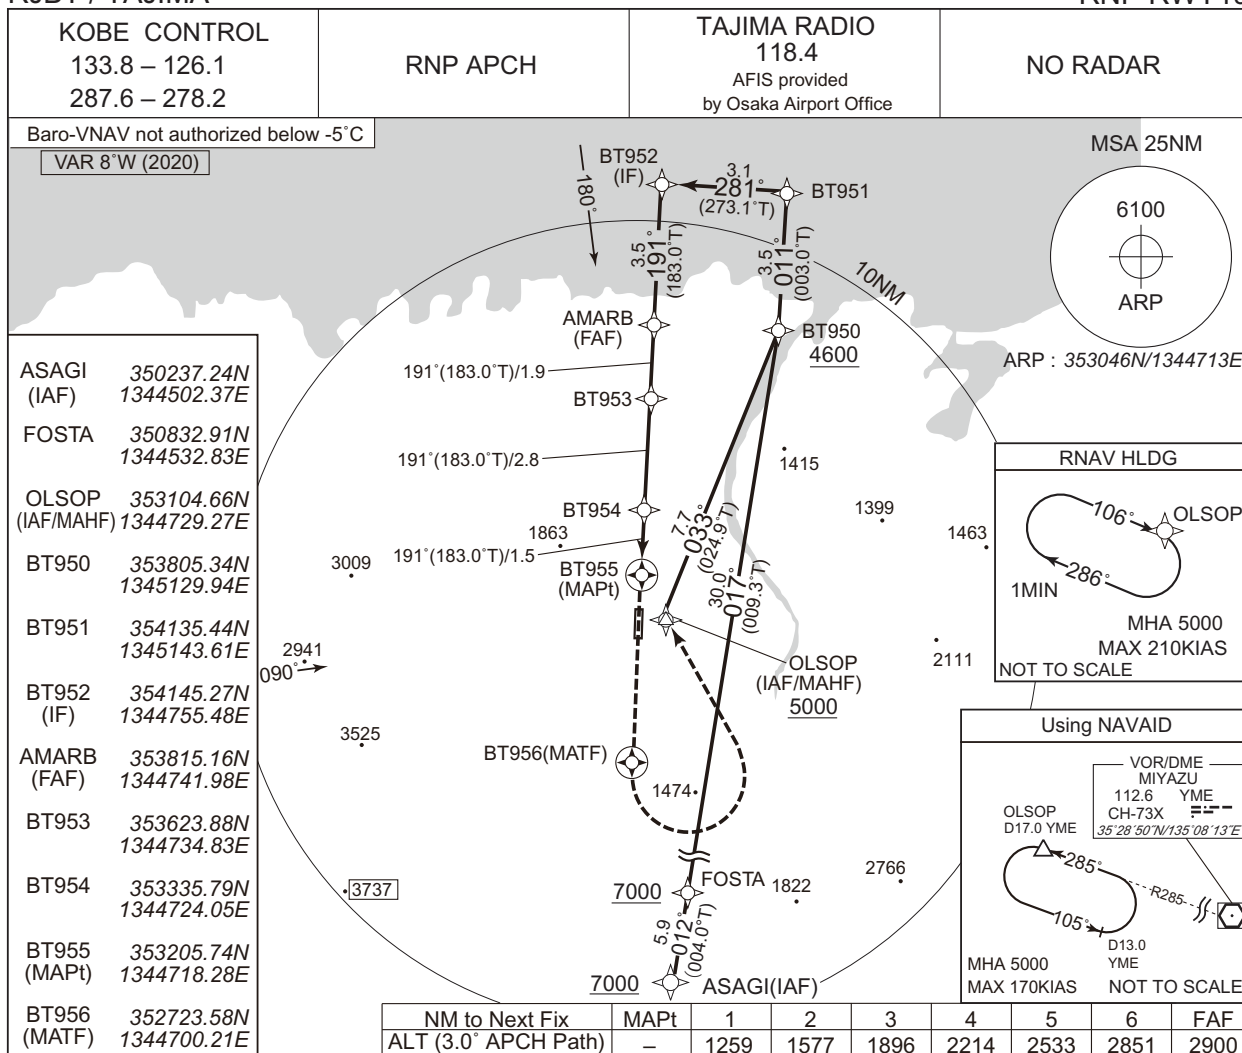 KOBE CONTROL
133.8 – 126.1
287.6 – 278.2
RNP APCH
TAJIMA RADIO
118.4
AFIS provided
by Osaka Airport Office
NO RADAR
Baro-VNAV not authorized below -5˚C
VAR 8˚W (2020)
MSA 25NM
6100
ARP
ARP : 353046N/1344713E
180˚
BT952
(IF)
3.1
281˚
(273.1˚T)
BT951
3.5
191˚
(183.0˚T)
3.5
011˚
(003.0˚T)
10NM
AMARB
(FAF)
BT950
4600
191˚(183.0˚T)/1.9
BT953
191˚(183.0˚T)/2.8
1415
BT954
1863
191˚(183.0˚T)/1.5
BT955
(MAPt)
3009
1399
1463
7.7
033˚
(024.9˚T)
30.0
017˚
(009.3˚T)
2941
090˚
2111
OLSOP
(IAF/MAHF)
5000
3525
BT956(MATF)
1474
3737
7000
FOSTA
1822
2766
5.9
012˚
(004.0˚T)
7000
ASAGI(IAF)
ASAGI 350237.24N
(IAF) 1344502.37E
FOSTA 350832.91N
1344532.83E
OLSOP 353104.66N
(IAF/MAHF) 1344729.27E
BT950 353805.34N
1345129.94E
BT951 354135.44N
1345143.61E
BT952 354145.27N
(IF) 1344755.48E
AMARB 353815.16N
(FAF) 1344741.98E
BT953 353623.88N
1344734.83E
BT954 353335.79N
1344724.05E
BT955 353205.74N
(MAPt) 1344718.28E
BT956 352723.58N
(MATF) 1344700.21E
RNAV HLDG
106˚
OLSOP
286˚
1MIN
MHA 5000
MAX 210KIAS
NOT TO SCALE
Using NAVAID
VOR/DME
MIYAZU
112.6 YME
CH-73X
35˚28'50"N/135˚08'13"E
OLSOP
D17.0 YME
285˚
R285
105˚
D13.0
YME
MHA 5000
MAX 170KIAS NOT TO SCALE
NM to Next Fix MAPt 1 2 3 4 5 6 FAF
ALT (3.0˚ APCH Path) – 1259 1577 1896 2214 2533 2851 2900